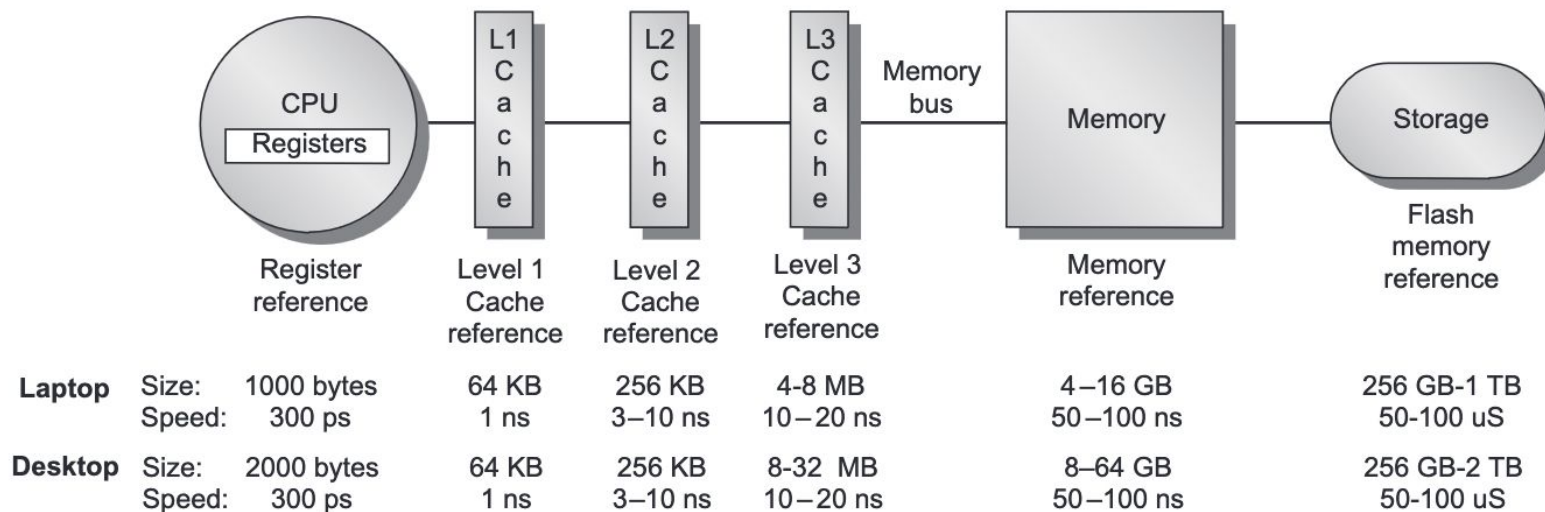 CPU
Registers
L1
C
a
c
h
e
L2
C
a
c
h
e
L3
C
a
c
h
e
Memory
bus
Memory
Storage
Register
reference
Level 1
Cache
reference
Level 2
Cache
reference
Level 3
Cache
reference
Memory
reference
Flash
memory
reference
Laptop Size: 1000 bytes 64 KB 256 KB 4-8 MB 4–16 GB 256 GB-1 TB
Speed: 300 ps 1 ns 3–10 ns 10–20 ns 50–100 ns 50-100 uS
Desktop Size: 2000 bytes 64 KB 256 KB 8-32 MB 8–64 GB 256 GB-2 TB
Speed: 300 ps 1 ns 3–10 ns 10–20 ns 50–100 ns 50-100 uS